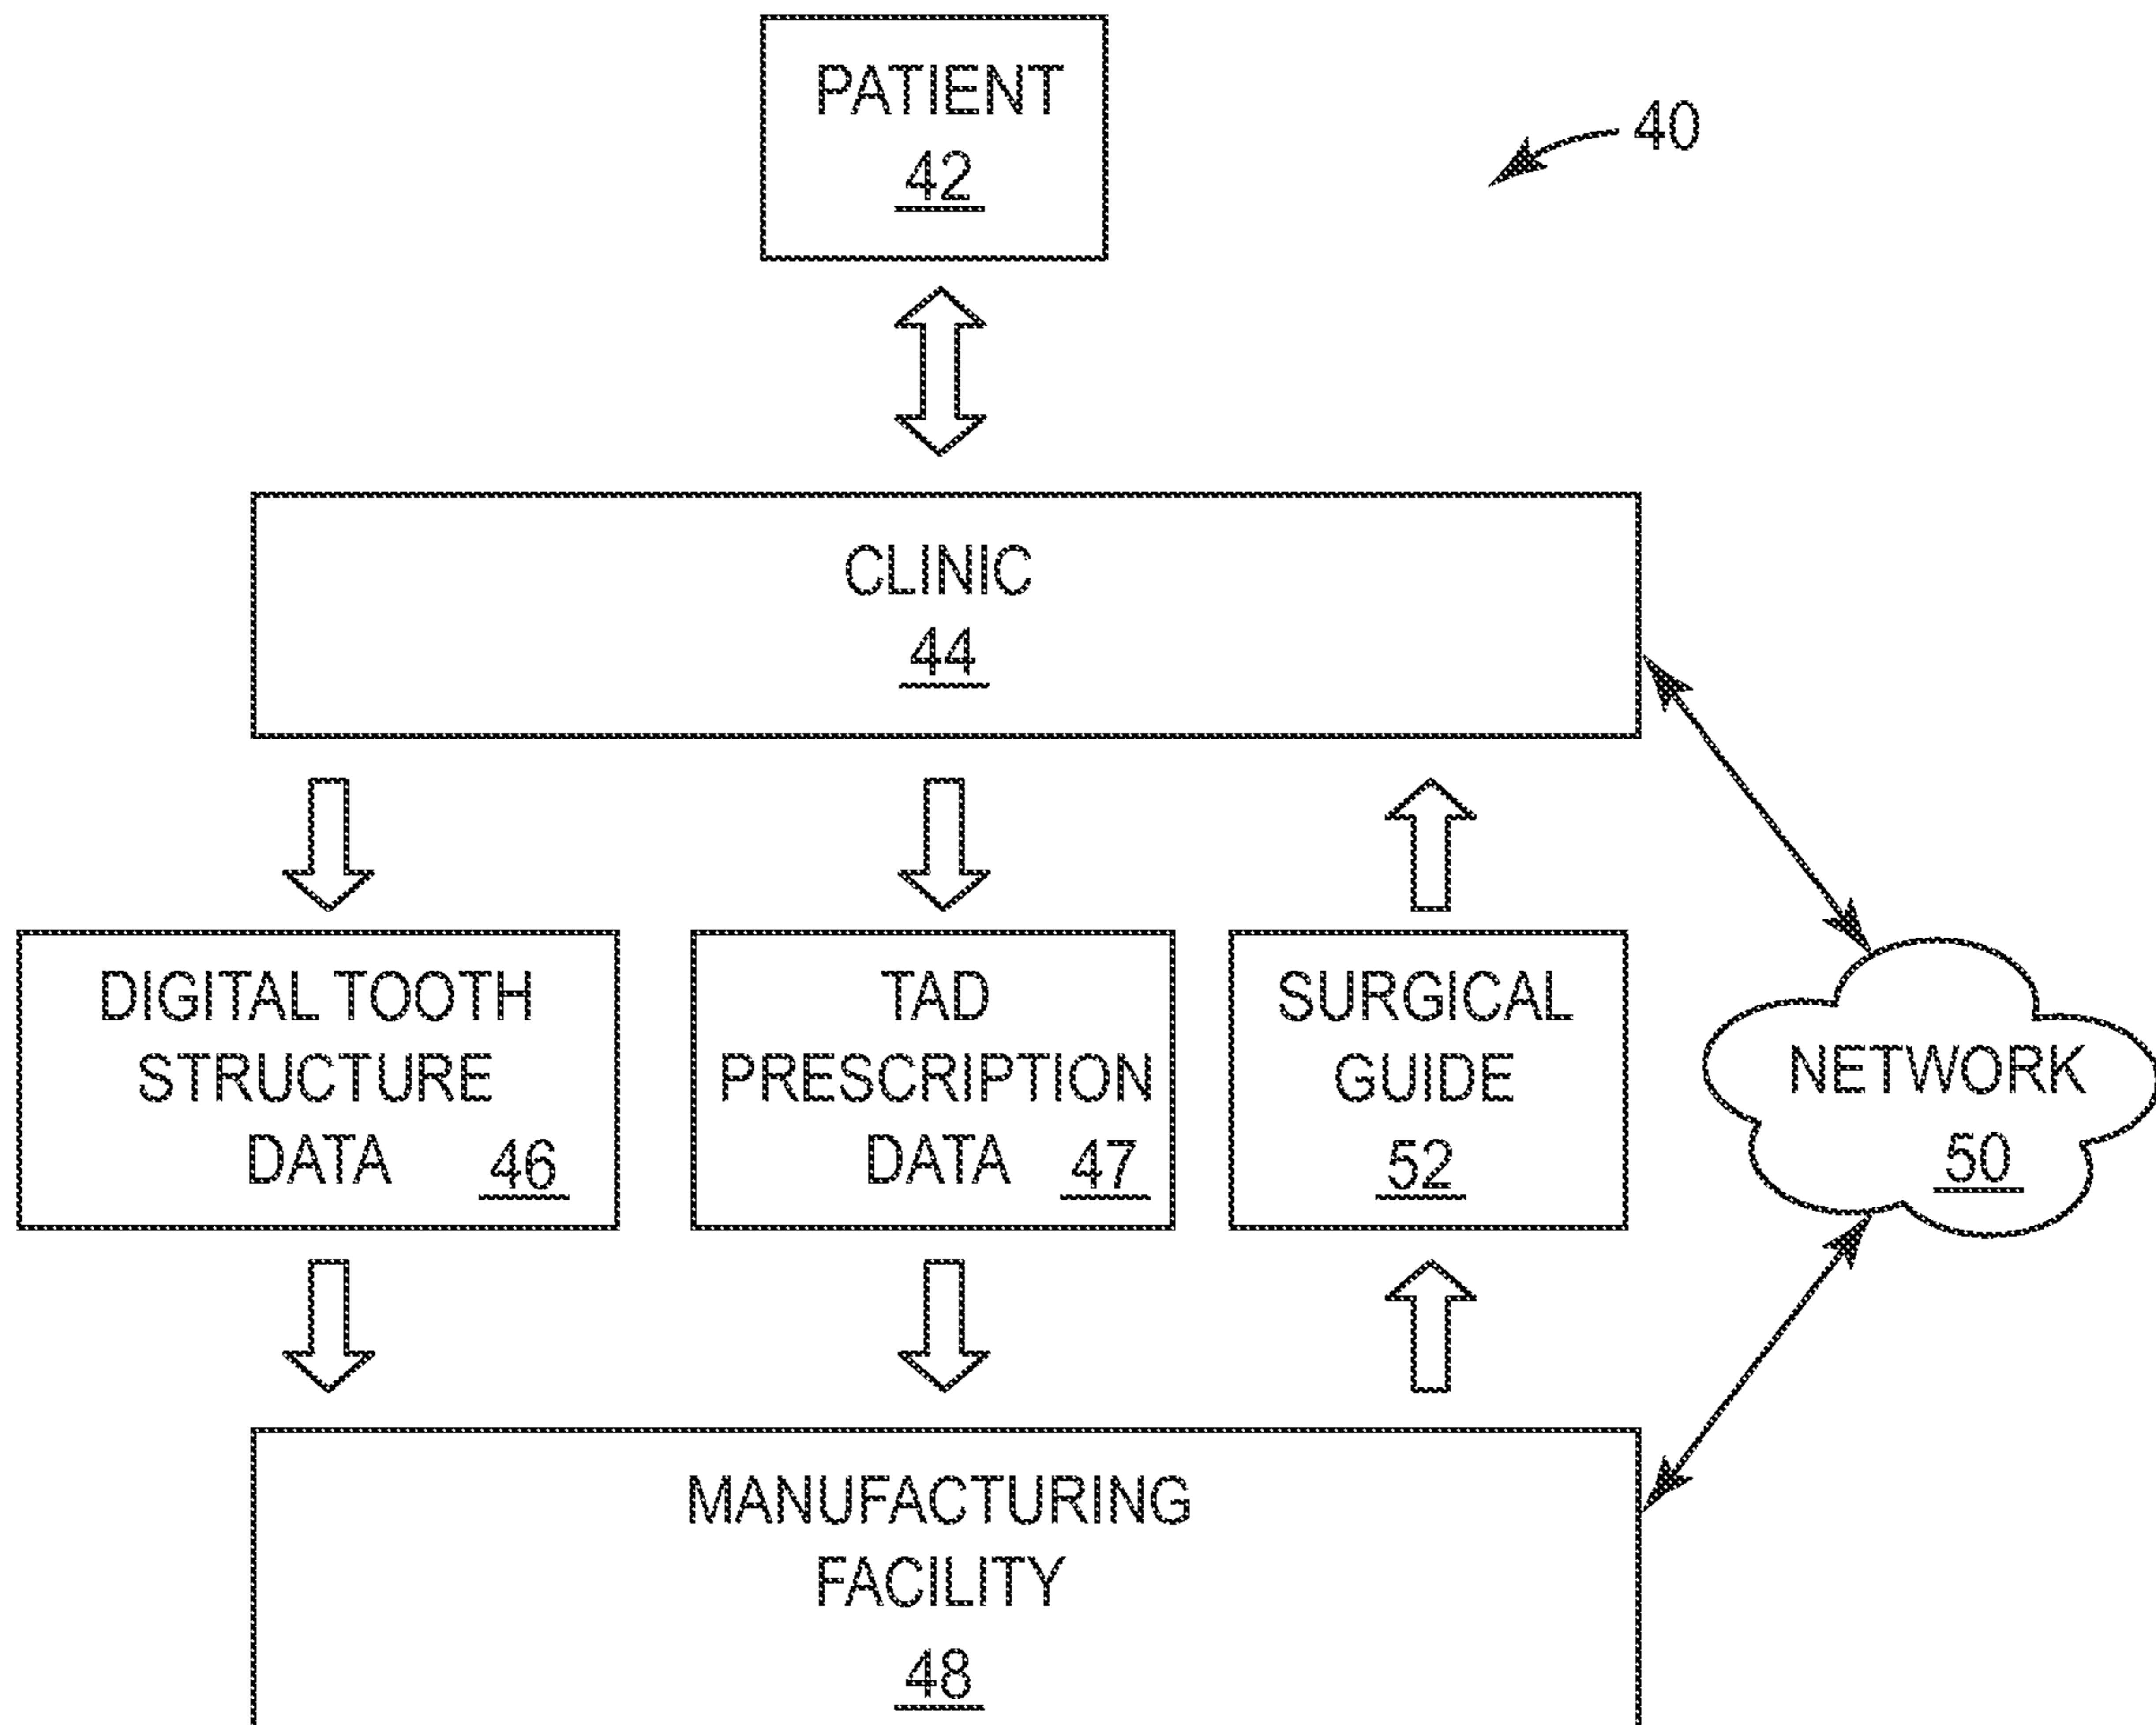 PATIENT
42
40
CLINIC
44
DIGITAL TOOTH
STRUCTURE
DATA 46
TAD
PRESCRIPTION
DATA 47
SURGICAL
GUIDE
52
NETWORK
50
MANUFACTURING
FACILITY
48